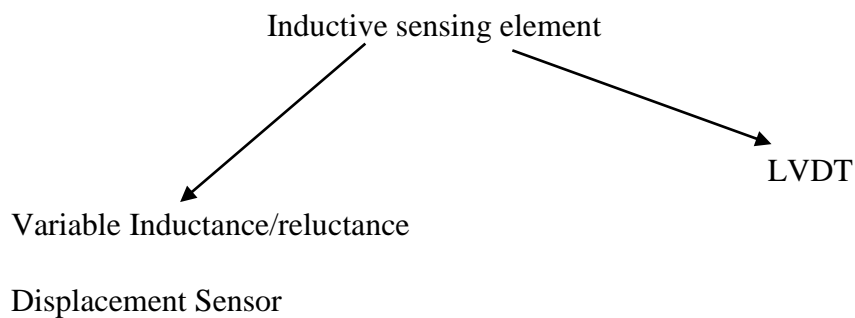 Inductive sensing element
LVDT
Variable Inductance/reluctance
Displacement Sensor